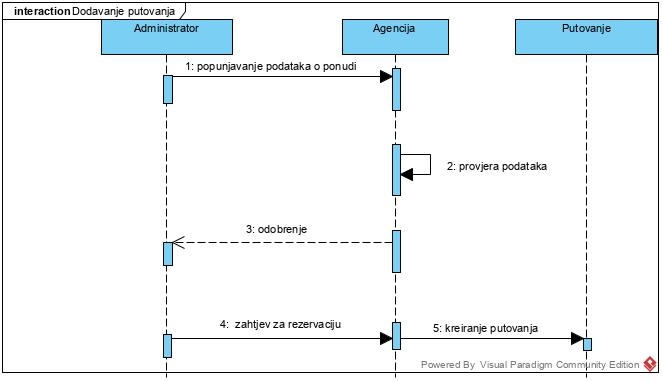 interaction Dodavanje putovanja
Administrator
Agencija
Putovanje
1: popunjavanje podataka o ponudi
2: provjera podataka
3: odobrenje
4: zahtjev za rezervaciju
5: kreiranje putovanja
Powered By Visual Paradigm Community Edition